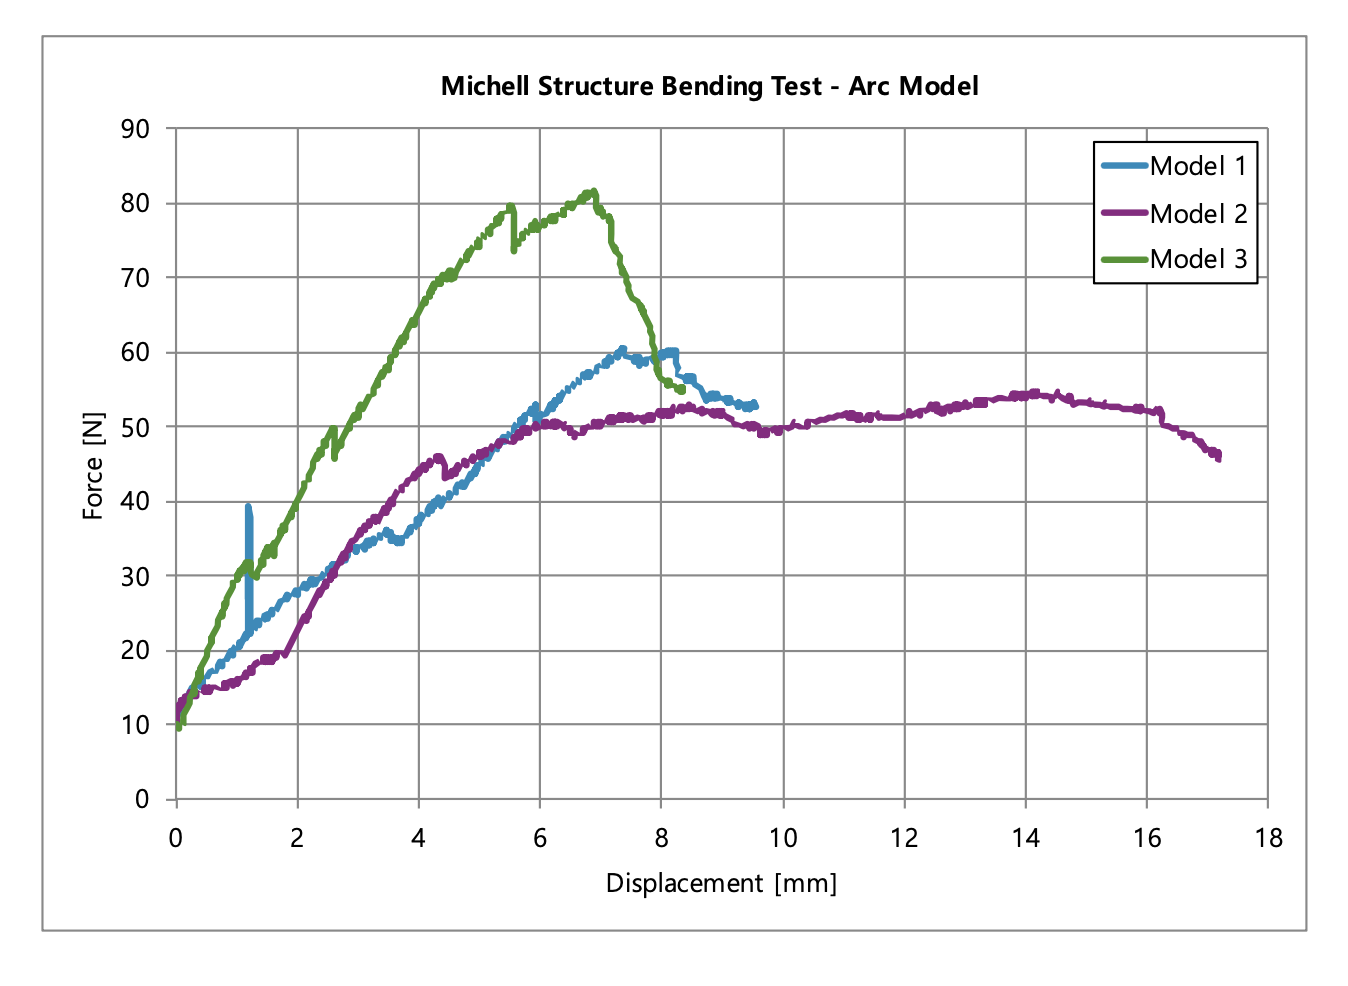 Michell Structure Bending Test - Arc Model
90
80
70
60
50
40
30
20
10
0
Force [N]
Model 1
Model 2
Model 3
0 2 4 6 8 10 12 14 16 18
Displacement [mm]